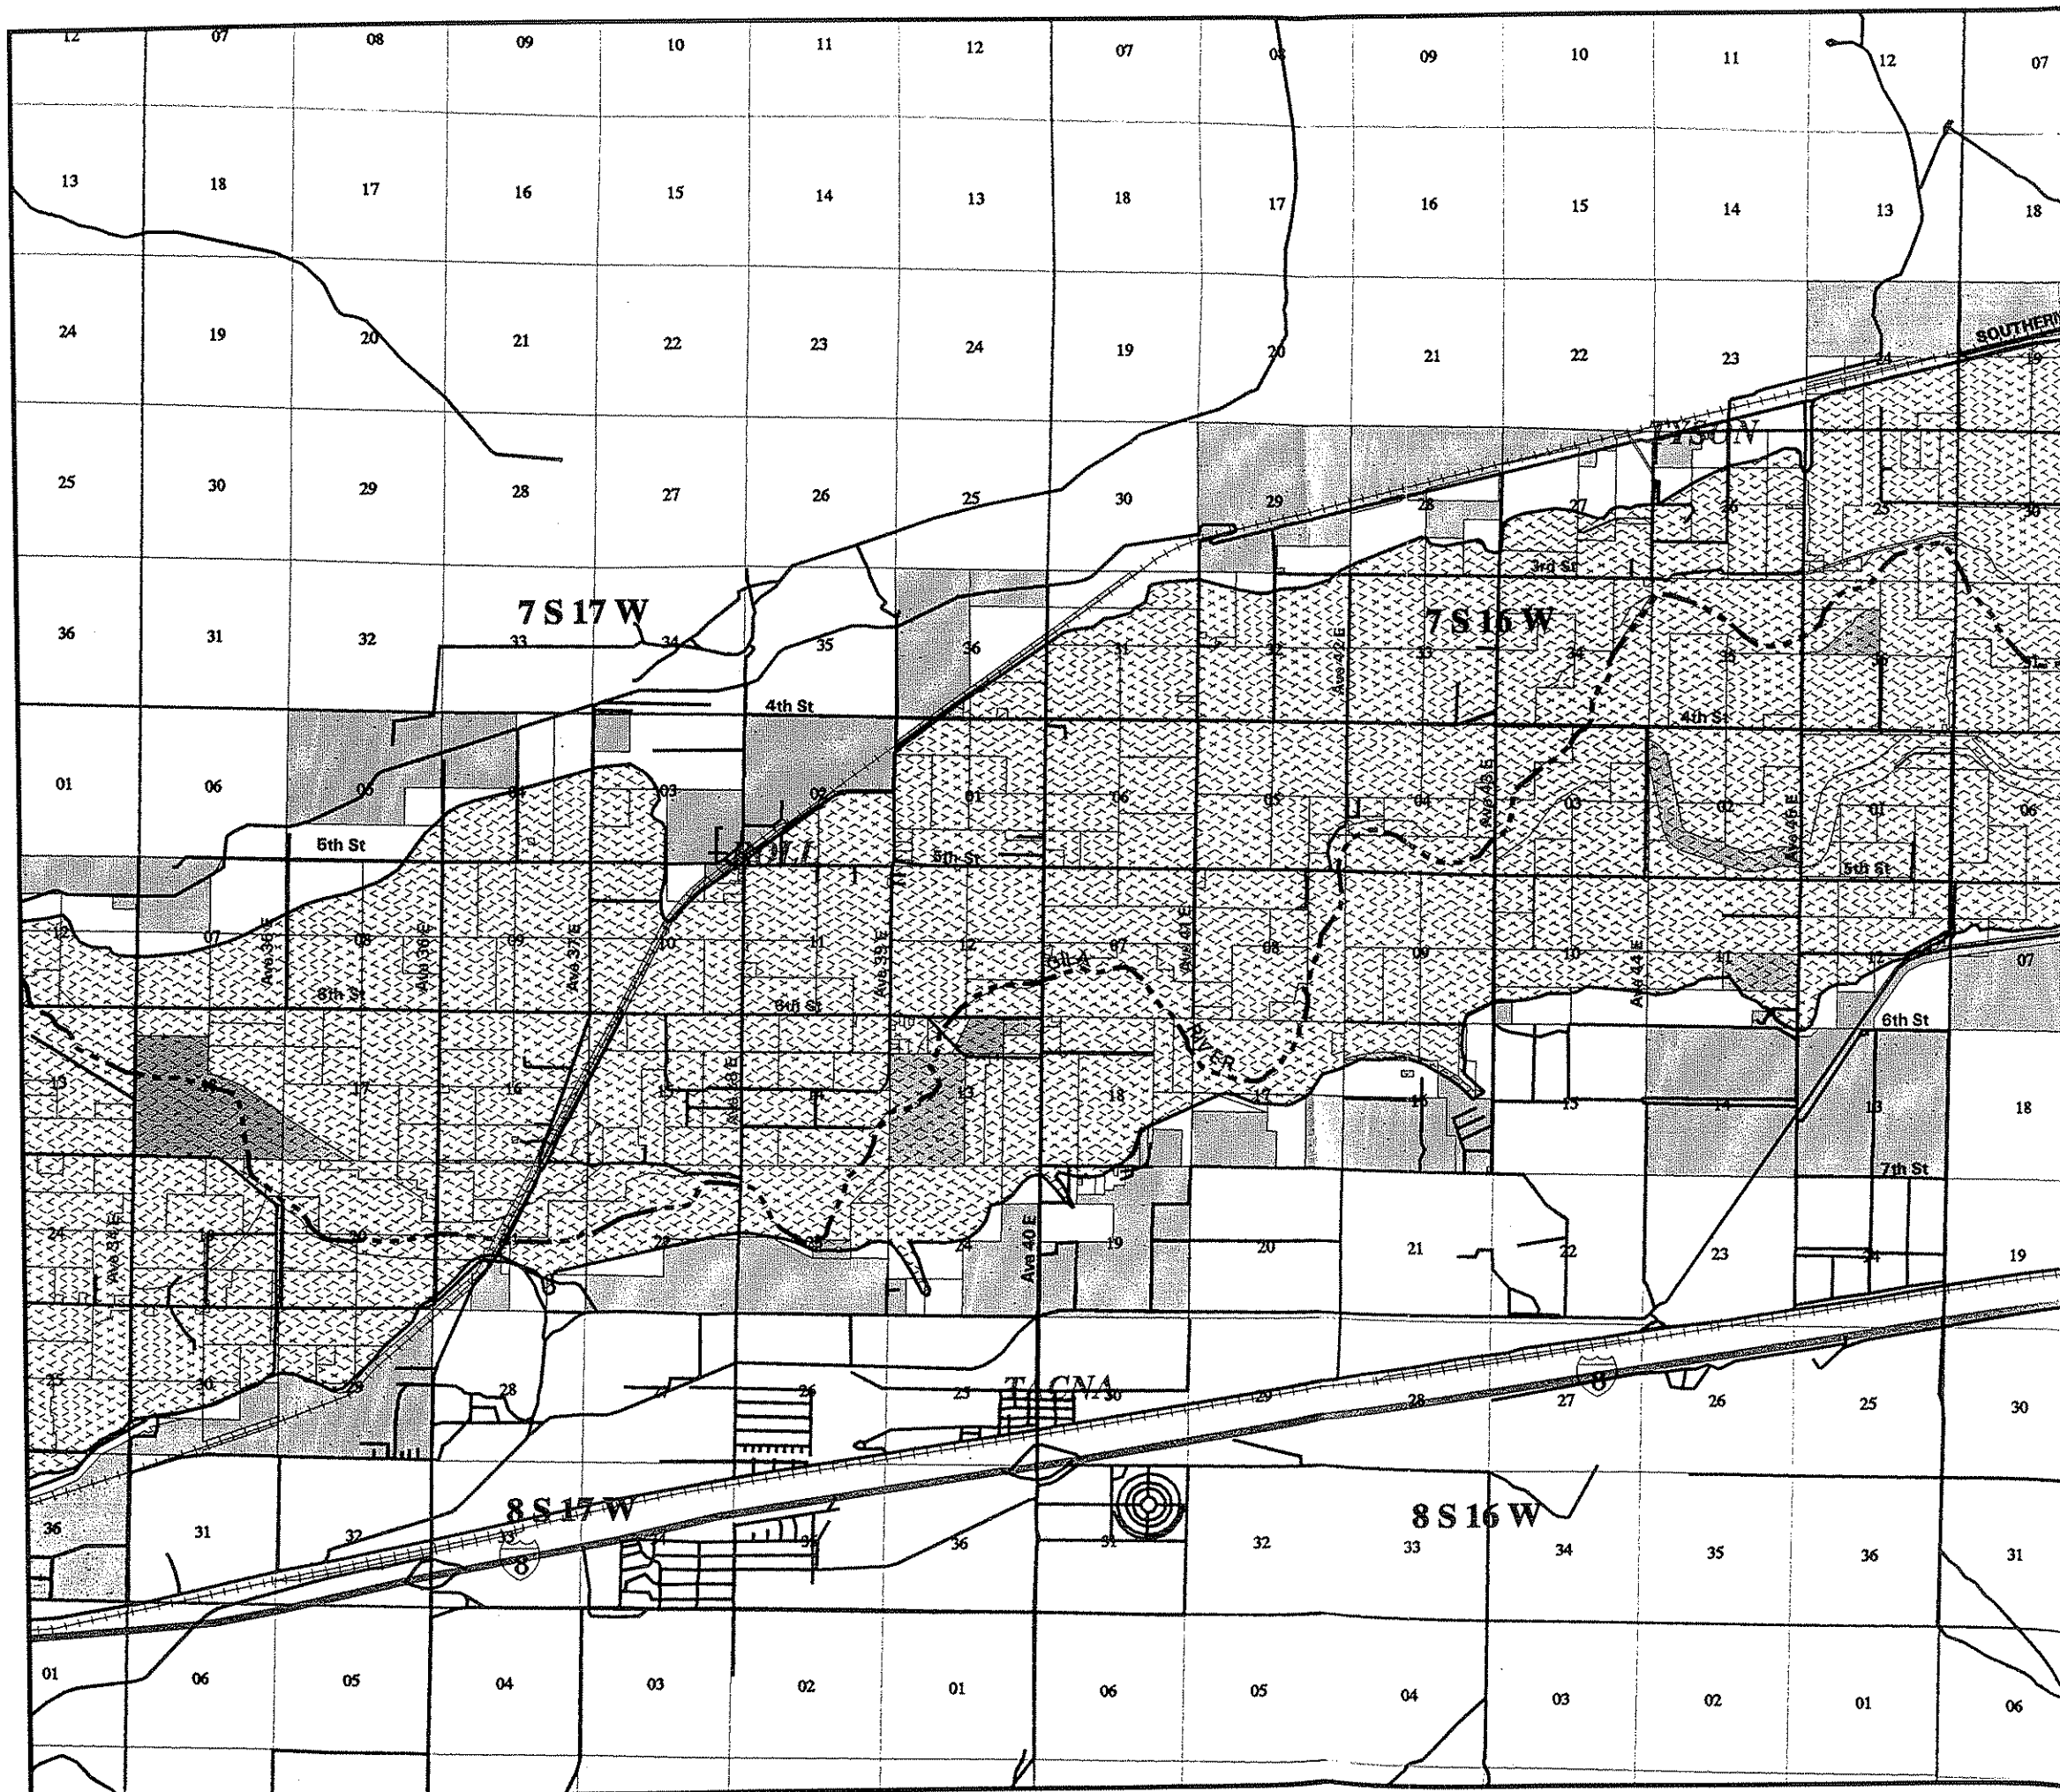 12 07 08 09 10 11 12 07 08 09 10 11 12 07
13 18 17 16 15 14 13 18 17 16 15 14 13 18
24 19 20 21 22 23 24 19 20 21 22 23 24 19
SOUTHERN
25 30 29 28 27 26 25 30 29 28 27 26 25 30
3rd St
7 S 17 W
7 S 16 W
36 31 32 33 34 35 36 31 32 33 34 35 36 31
Ave 42 E
4th St
4th St
01 06 05 04 03 02 01 06 05 04 03 02 01 06
Ave 43 E
5th St
5th St
5th St
12 07 08 09 10 11 12 07 08 09 10 11 12 07
Ave 36 E
Ave 37 E
Ave 39 E
Ave 41 E
Ave 44 E
6th St
6th St
6th St
RIVER
13 18 17 16 15 14 13 18 17 16 15 14 13 18
7th St
24 19 20 22 23 24 19 20 21 22 23 24 19
Ave 40 E
TACNA
25 30 29 28 26 25 30 29 28 27 26 25 30
8
8 S 17 W
8 S 16 W
36 31 32 33 36 31 32 33 34 35 36 31
8
01 06 05 04 03 02 01 06 05 04 03 02 01 06